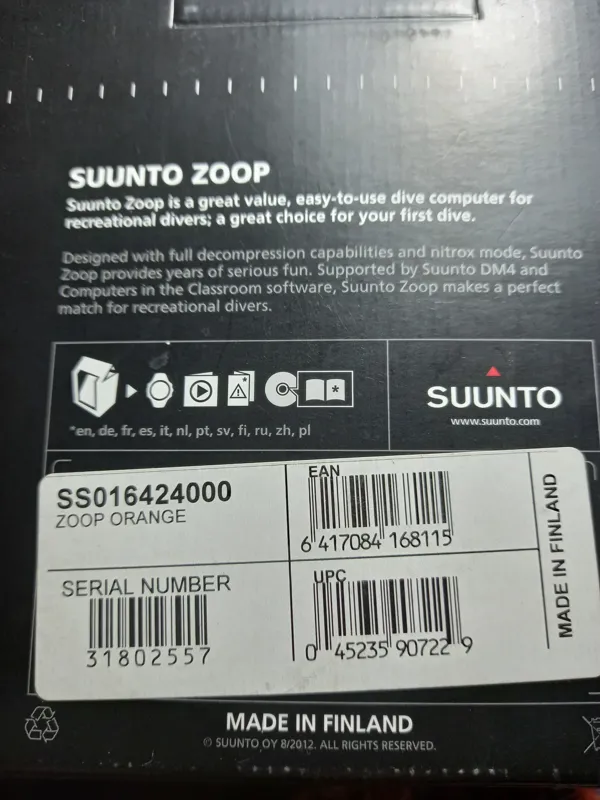 SUUNTO ZOOP
Suunto Zoop is a great value, easy-to-use dive computer for
recreational divers; a great choice for your first dive.
Designed with full decompression capabilities and nitrox mode, Suunto
Zoop provides years of serious fun. Supported by Suunto DM4 and
Computers in the Classroom software, Suunto Zoop makes a perfect
match for recreational divers.
*
*
*en, de, fr, es, it, nl, pt, sv, fi, ru, zh, pl
SUUNTO
www.suunto.com
SS016424000
ZOOP ORANGE
EAN
6 417084 168115
SERIAL NUMBER
31802557
UPC
0 45235 90722 9
MADE IN FINLAND
MADE IN FINLAND
© SUUNTO OY 8/2012. ALL RIGHTS RESERVED.